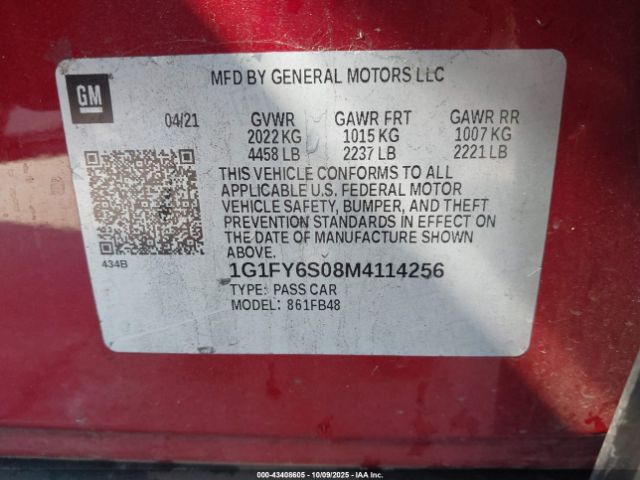 MFD BY GENERAL MOTORS LLC
GM
04/21 GVWR GAWR FRT GAWR RR
2022 KG 1015 KG 1007 KG
4458 LB 2237 LB 2221 LB
THIS VEHICLE CONFORMS TO ALL
APPLICABLE U.S. FEDERAL MOTOR
VEHICLE SAFETY, BUMPER, AND THEFT
PREVENTION STANDARDS IN EFFECT ON
THE DATE OF MANUFACTURE SHOWN
ABOVE.
434B
1G1FY6S08M4114256
TYPE: PASS CAR
MODEL: 861FB48
© 43408605 - 10/09/2025 - IAA, Inc.